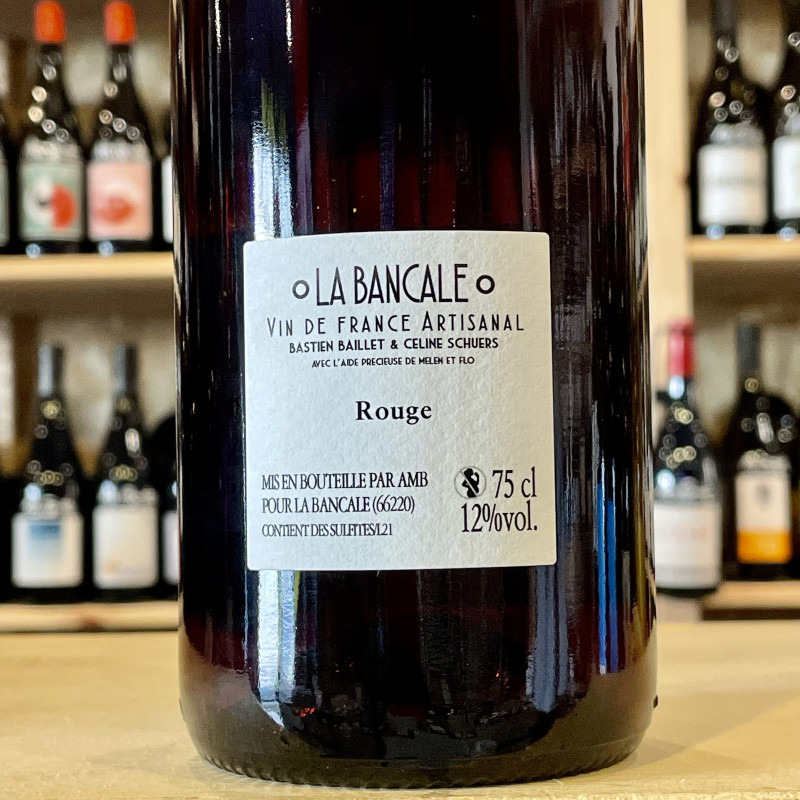 LA BANCALE
VIN DE FRANCE ARTISANAL
BASTIEN BAILLET & CELINE SCHUERS
AVEC L'AIDE PRECIEUSE DE MELEN ET FLO
Rouge
MIS EN BOUTEILLE PAR AMB
POUR LA BANCALE (66220)
CONTIENT DES SULFITES/L21
75 cl
12%vol.